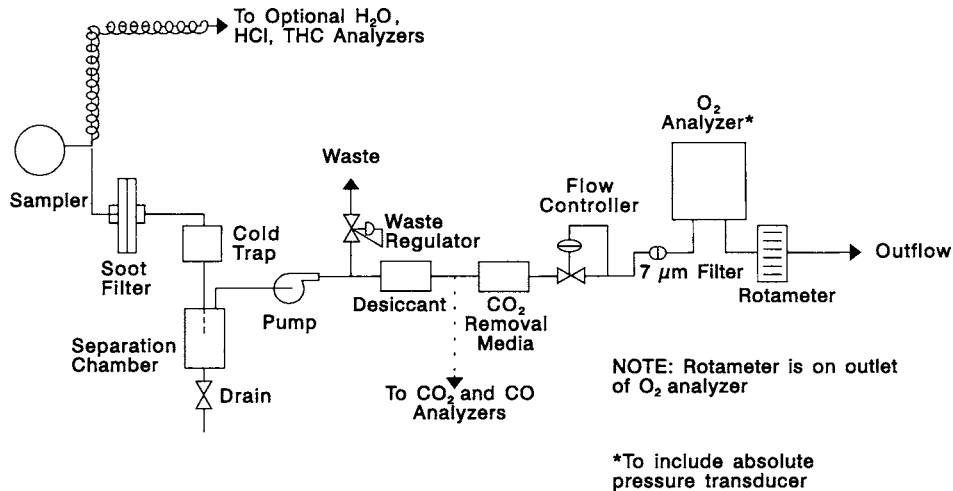 To Optional H₂O,
HCl, THC Analyzers
O₂
Analyzer*
Waste
Flow
Controller
Sampler
Waste
Regulator
Cold
Trap
Outflow
7 µm Filter
Soot
Filter
Rotameter
Desiccant
CO₂
Removal
Media
Pump
Separation
Chamber
NOTE: Rotameter is on outlet
of O₂ analyzer
Drain
To CO₂ and CO
Analyzers
*To include absolute
pressure transducer